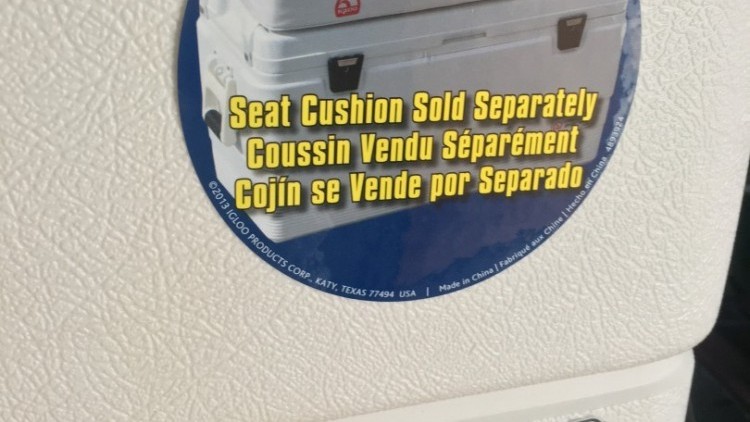 igloo
Seat Cushion Sold Separately
Coussin Vendu Séparément
Cojín se Vende por Separado
©2013 IGLOO PRODUCTS CORP., KATY, TEXAS 77494 USA | Made in China | Fabriqué aux Chine | Hecho en China